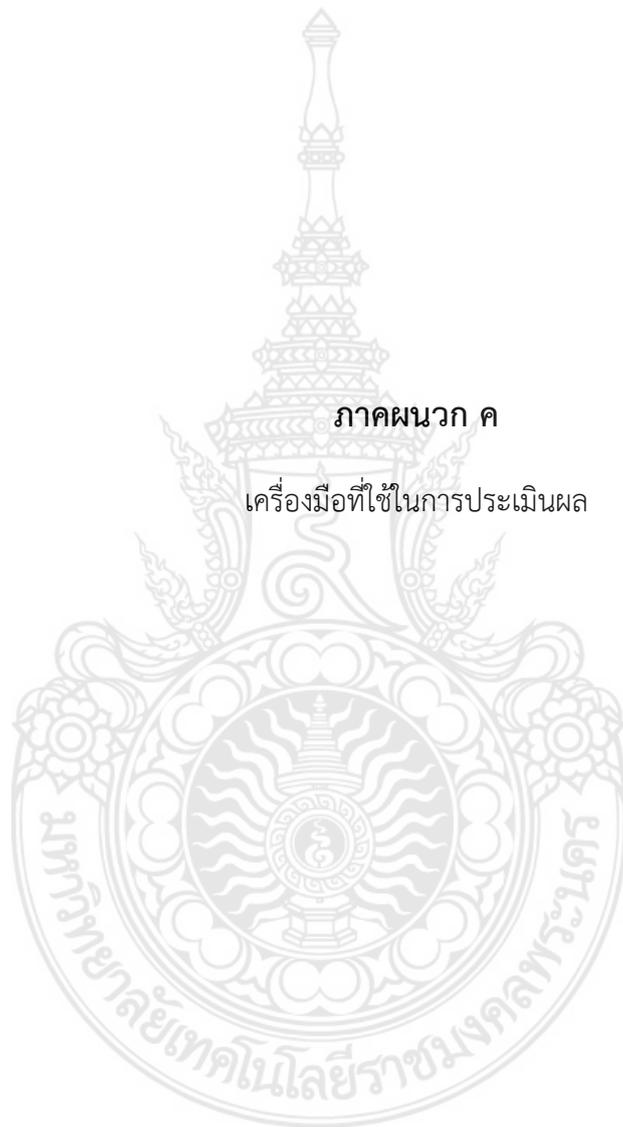 ภาคผนวก ค
เครื่องมือที่ใช้ในการประเมินผล
มหาวิทยาลัยเทคโนโลยีราชมงคลพระนคร